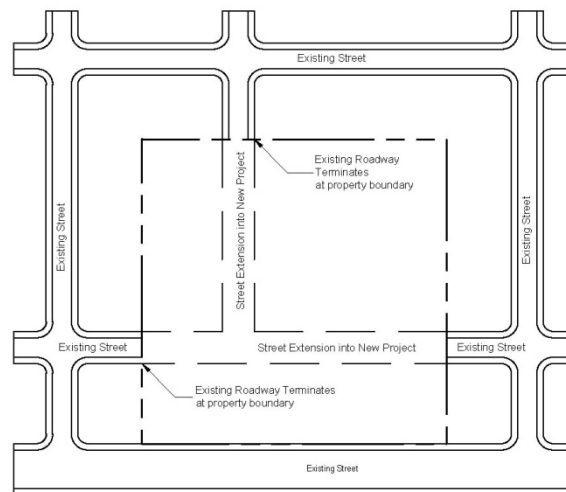 Existing Street
Existing Roadway
Terminates
at property boundary
Existing Street
Street Extension into New Project
Existing Street
Existing Street
Street Extension into New Project
Existing Street
Existing Roadway Terminates
at property boundary
Existing Street